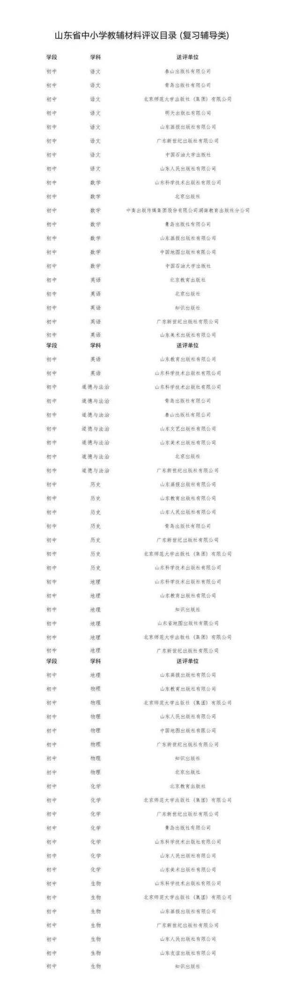 山东省中小学教辅材料评议目录 (复习辅导类)
学段 学科 送评单位
初中 语文 泰山出版社有限公司
初中 语文 青岛出版社有限公司
初中 语文 北京师范大学出版社（集团）有限公司
初中 语文 明天出版社有限公司
初中 语文 山东画报出版社有限公司
初中 语文 广东新世纪出版社有限公司
初中 语文 中国石油大学出版社
初中 语文 山东人民出版社有限公司
初中 数学 山东科学技术出版社有限公司
初中 数学 北京出版社
初中 数学 中南出版传媒集团股份有限公司湖南教育出版社分公司
初中 数学 青岛出版社有限公司
初中 数学 山东画报出版社有限公司
初中 数学 中国地图出版社有限公司
初中 数学 中国石油大学出版社
初中 英语 北京教育出版社
初中 英语 北京出版社
初中 英语 知识出版社
初中 英语 广东新世纪出版社有限公司
初中 英语 山东美术出版社有限公司
学段 学科 送评单位
初中 英语 山东教育出版社有限公司
初中 英语 山东科学技术出版社有限公司
初中 道德与法治 山东科学技术出版社有限公司
初中 道德与法治 青岛出版社有限公司
初中 道德与法治 泰山出版社有限公司
初中 道德与法治 山东文艺出版社有限公司
初中 道德与法治 山东美术出版社有限公司
初中 道德与法治 北京出版社
初中 道德与法治 广东新世纪出版社有限公司
初中 历史 山东画报出版社有限公司
初中 历史 山东教育出版社有限公司
初中 历史 山东人民出版社有限公司
初中 历史 青岛出版社有限公司
初中 历史 广东新世纪出版社有限公司
初中 历史 北京师范大学出版社（集团）有限公司
初中 历史 山东科学技术出版社有限公司
初中 地理 山东科学技术出版社有限公司
初中 地理 山东教育出版社有限公司
初中 地理 知识出版社
初中 地理 山东省地图出版社有限公司
初中 地理 北京师范大学出版社（集团）有限公司
初中 地理 广东新世纪出版社有限公司
学段 学科 送评单位
初中 地理 山东画报出版社有限公司
初中 物理 山东教育出版社有限公司
初中 物理 北京师范大学出版社（集团）有限公司
初中 物理 山东人民出版社有限公司
初中 物理 中国地图出版社有限公司
初中 物理 广东新世纪出版社有限公司
初中 物理 知识出版社
初中 物理 北京出版社
初中 化学 北京教育出版社
初中 化学 北京师范大学出版社（集团）有限公司
初中 化学 广东新世纪出版社有限公司
初中 化学 青岛出版社有限公司
初中 化学 山东科学技术出版社有限公司
初中 化学 山东人民出版社有限公司
初中 化学 山东美术出版社有限公司
初中 生物 山东科学技术出版社有限公司
初中 生物 北京师范大学出版社（集团）有限公司
初中 生物 山东画报出版社有限公司
初中 生物 广东新世纪出版社有限公司
初中 生物 山东人民出版社有限公司
初中 生物 山东友谊出版社有限公司
初中 生物 知识出版社